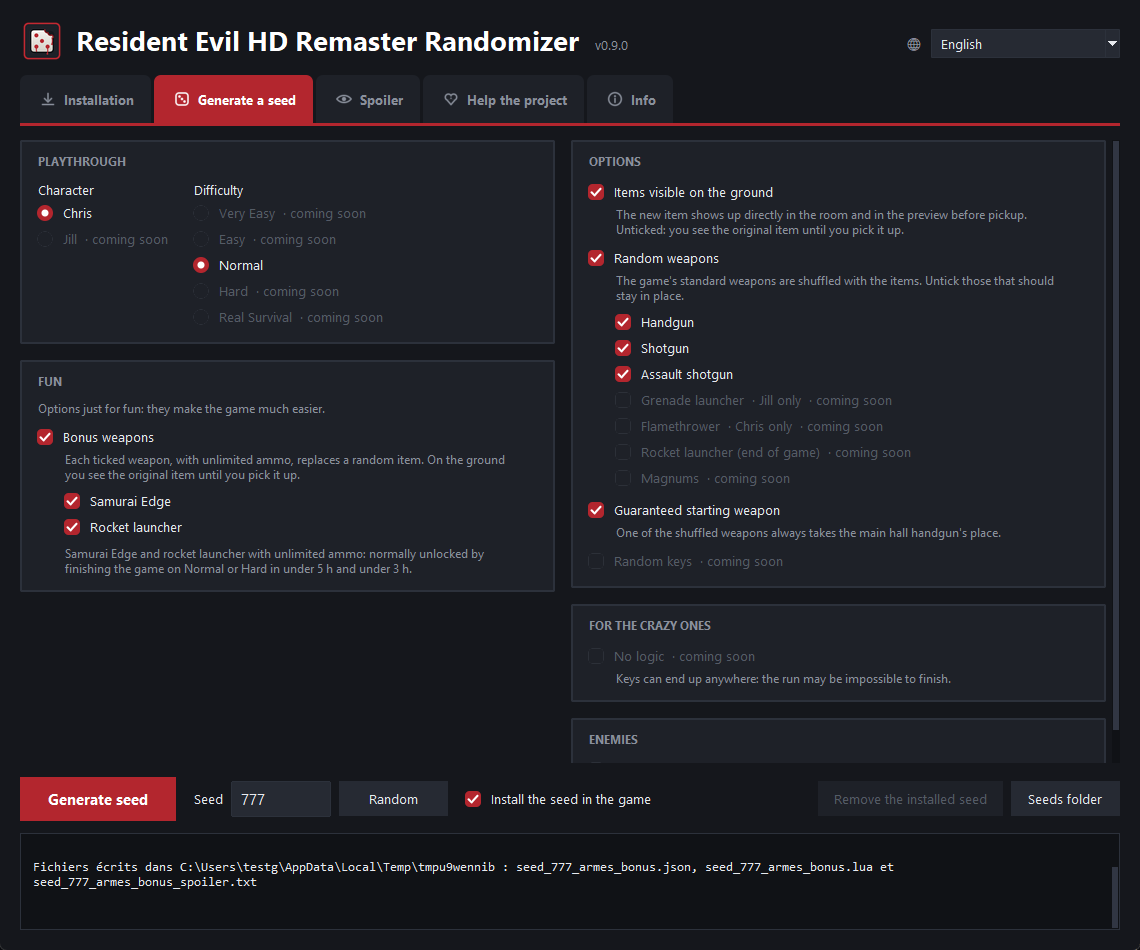 Resident Evil HD Remaster Randomizer v0.9.0
English
Installation
Generate a seed
Spoiler
Help the project
Info
PLAYTHROUGH
Character
Chris
Jill · coming soon
Difficulty
Very Easy · coming soon
Easy · coming soon
Normal
Hard · coming soon
Real Survival · coming soon
FUN
Options just for fun: they make the game much easier.
Bonus weapons
Each ticked weapon, with unlimited ammo, replaces a random item. On the ground
you see the original item until you pick it up.
Samurai Edge
Rocket launcher
Samurai Edge and rocket launcher with unlimited ammo: normally unlocked by
finishing the game on Normal or Hard in under 5 h and under 3 h.
OPTIONS
Items visible on the ground
The new item shows up directly in the room and in the preview before pickup.
Unticked: you see the original item until you pick it up.
Random weapons
The game's standard weapons are shuffled with the items. Untick those that should
stay in place.
Handgun
Shotgun
Assault shotgun
Grenade launcher · Jill only · coming soon
Flamethrower · Chris only · coming soon
Rocket launcher (end of game) · coming soon
Magnums · coming soon
Guaranteed starting weapon
One of the shuffled weapons always takes the main hall handgun's place.
Random keys · coming soon
FOR THE CRAZY ONES
No logic · coming soon
Keys can end up anywhere: the run may be impossible to finish.
ENEMIES
Generate seed
Seed
777
Random
Install the seed in the game
Remove the installed seed
Seeds folder
Fichiers écrits dans C:\Users\testg\AppData\Local\Temp\tmpu9wennib : seed_777_armes_bonus.json, seed_777_armes_bonus.lua et
seed_777_armes_bonus_spoiler.txt